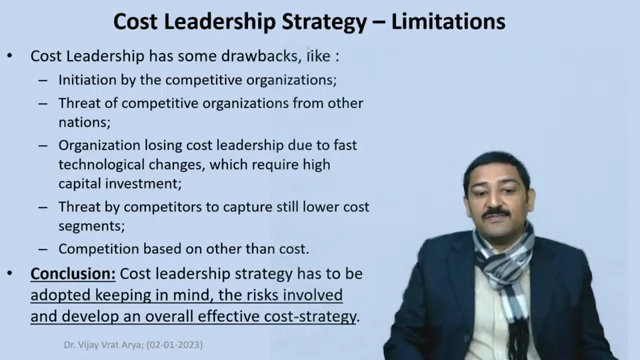 Cost Leadership Strategy – Limitations
• Cost Leadership has some drawbacks, like :
– Initiation by the competitive organizations;
– Threat of competitive organizations from other
nations;
– Organization losing cost leadership due to fast
technological changes, which require high
capital investment;
– Threat by competitors to capture still lower cost
segments;
– Competition based on other than cost.
• Conclusion: Cost leadership strategy has to be
adopted keeping in mind, the risks involved
and develop an overall effective cost-strategy.
Dr. Vijay Vrat Arya; (02-01-2023)